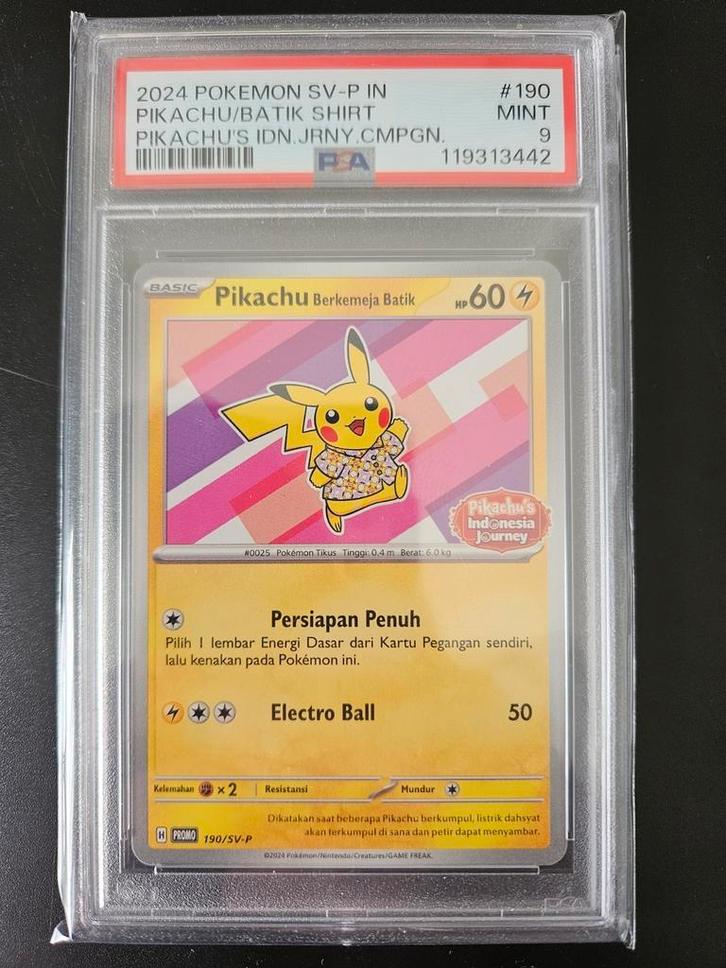 2024 POKEMON SV-P IN #190
PIKACHU/BATIK SHIRT MINT
PIKACHU'S IDN.JRNY.CMPGN. 9
PSA 119313442
BASIC Pikachu Berkemeja Batik HP 60
Pikachu's
Indonesia
Journey
#0025 Pokémon Tikus Tinggi: 0.4 m Berat: 6.0 kg
Persiapan Penuh
Pilih 1 lembar Energi Dasar dari Kartu Pegangan sendiri,
lalu kenakan pada Pokémon ini.
Electro Ball 50
Kelemahan ×2 Resistansi Mundur
Dikatakan saat beberapa Pikachu berkumpul, listrik dahsyat
akan terkumpul di sana dan petir dapat menyambar.
H PROMO 190/SV-P
©2024 Pokémon/Nintendo/Creatures/GAME FREAK.
PSA